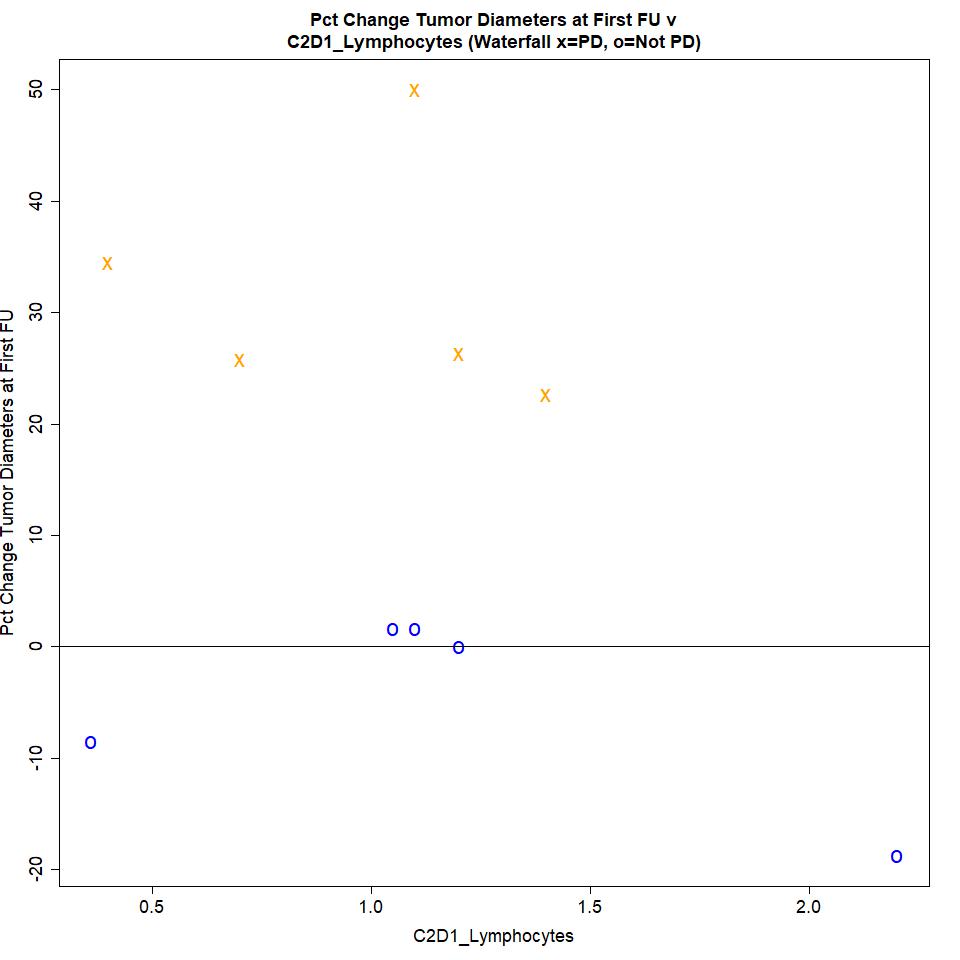 Pct Change Tumor Diameters at First FU v
C2D1_Lymphocytes (Waterfall x=PD, o=Not PD)
Pct Change Tumor Diameters at First FU
50
40
30
20
10
0
-10
-20
X
X
X
X
X
O
O
O
O
O
0.5
1.0
1.5
2.0
C2D1_Lymphocytes